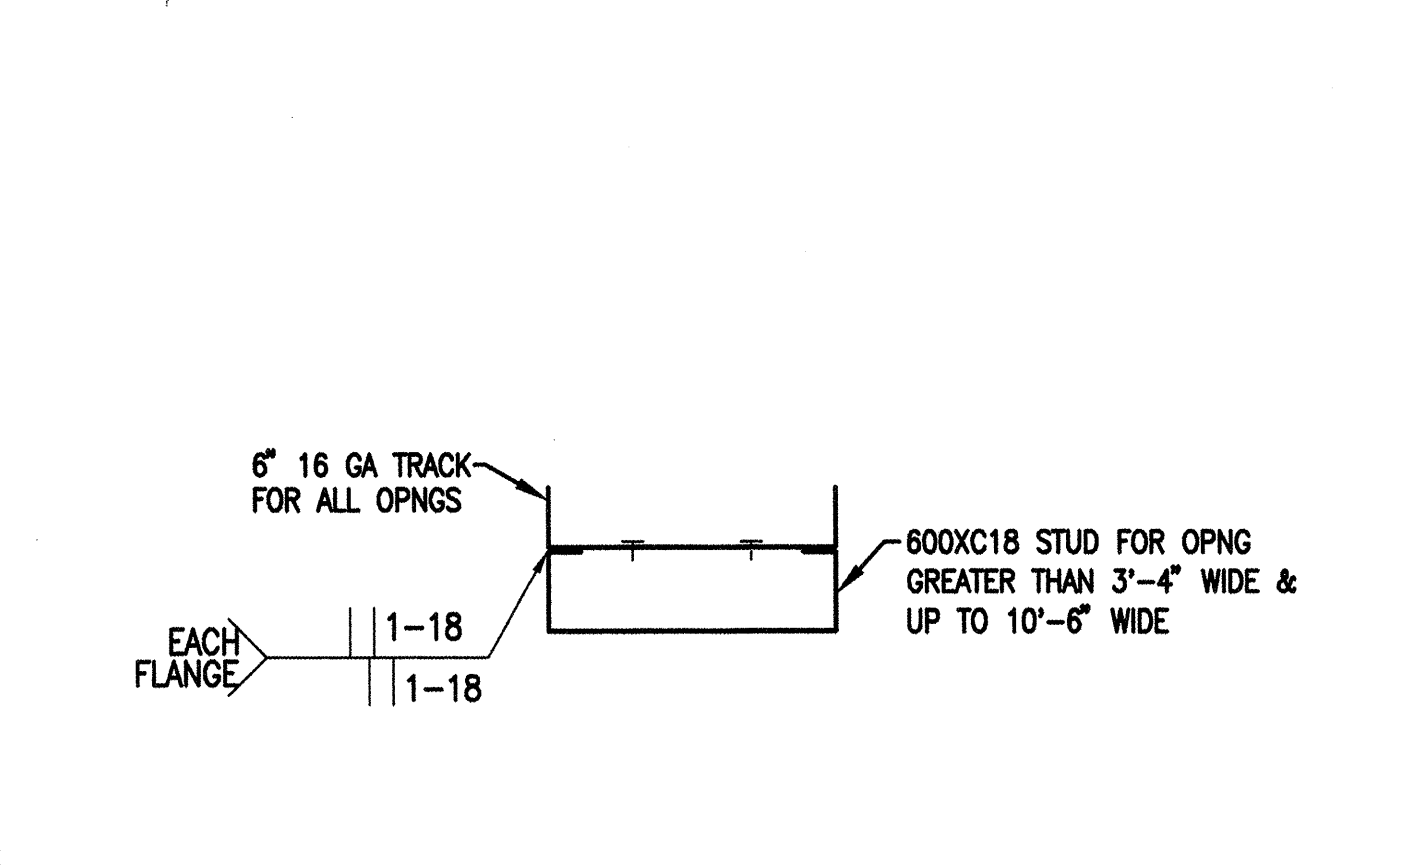 6" 16 GA TRACK
FOR ALL OPNGS
600XC18 STUD FOR OPNG
GREATER THAN 3'-4" WIDE &
UP TO 10'-6" WIDE
EACH
FLANGE
1-18
1-18